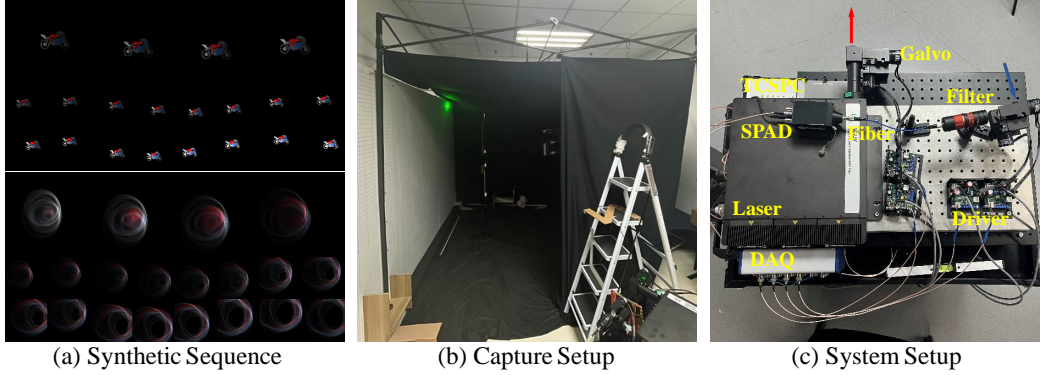 Galvo
TCSPC
Filter
SPAD
Fiber
Laser
Driver
DAQ
(a) Synthetic Sequence
(b) Capture Setup
(c) System Setup